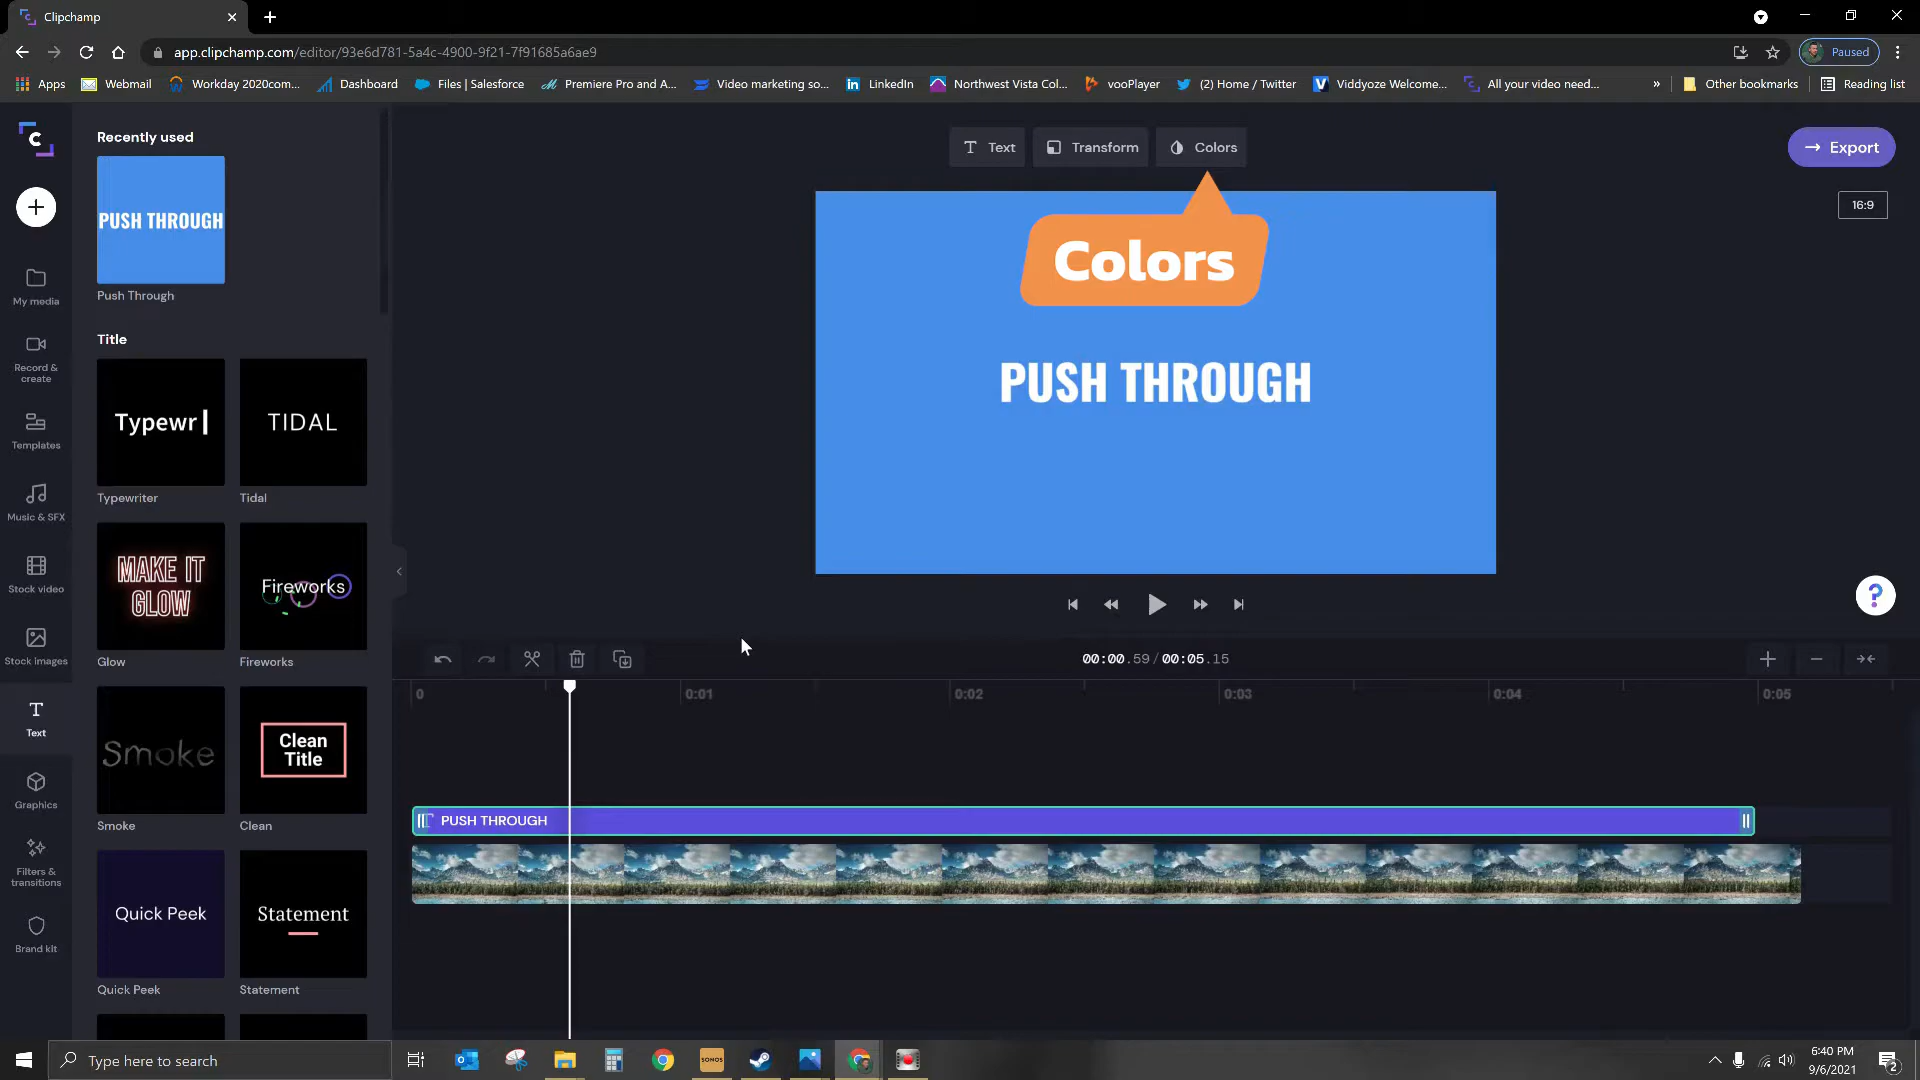 Clipchamp
app.clipchamp.com/editor/93e6d781-5a4c-4900-9f21-7f91685a6ae9
Paused
Apps
Webmail
Workday 2020com...
Dashboard
Files | Salesforce
Premiere Pro and A...
Video marketing so...
LinkedIn
Northwest Vista Col...
vooPlayer
(2) Home / Twitter
Viddyoze Welcome...
All your video need...
»
Other bookmarks
Reading list
Recently used
PUSH THROUGH
Push Through
Title
Typewr
Typewriter
TIDAL
Tidal
MAKE IT
GLOW
Glow
Fireworks
Fireworks
Smoke
Smoke
Clean
Title
Clean
Quick Peek
Quick Peek
Statement
Statement
My media
Record &
create
Templates
Music & SFX
Stock video
Stock images
Text
Graphics
Filters &
transitions
Brand kit
Text
Transform
Colors
Export
16:9
Colors
PUSH THROUGH
?
00:00.59/00:05.15
0
0:01
0:02
0:03
0:04
0:05
PUSH THROUGH
Type here to search
SONOS
6:40 PM
9/6/2021
2